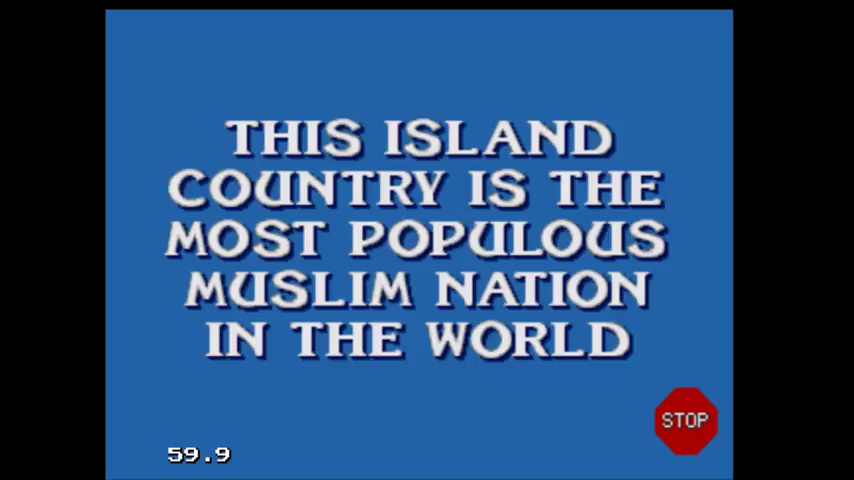 THIS ISLAND
COUNTRY IS THE
MOST POPULOUS
MUSLIM NATION
IN THE WORLD
STOP
59.9